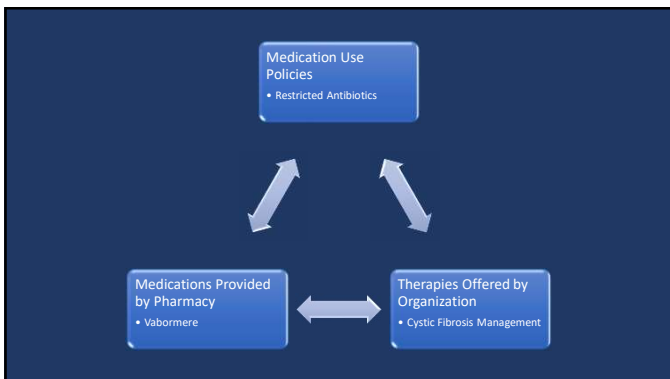 Medication Use
Policies
• Restricted Antibiotics
Medications Provided
by Pharmacy
• Vabormere
Therapies Offered by
Organization
• Cystic Fibrosis Management